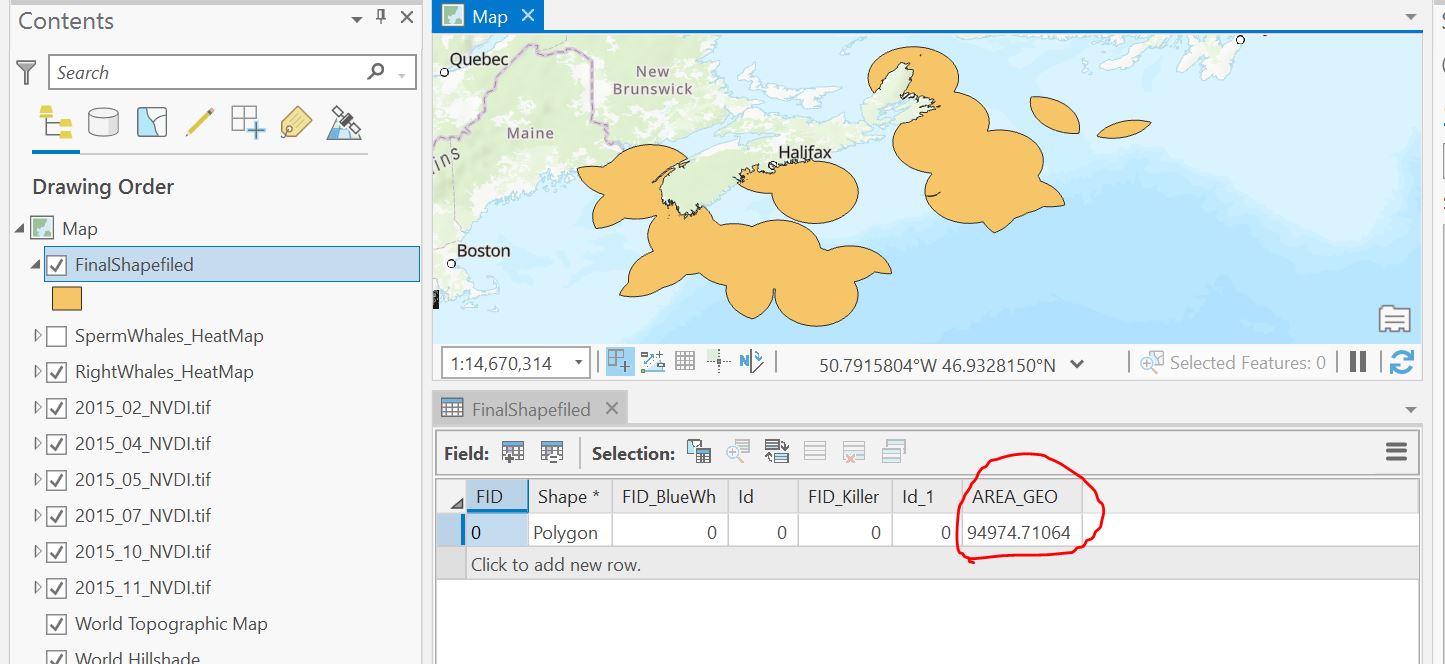 Contents
Search
Drawing Order
Map
FinalShapefiled
SpermWhales_HeatMap
RightWhales_HeatMap
2015_02_NVDI.tif
2015_04_NVDI.tif
2015_05_NVDI.tif
2015_07_NVDI.tif
2015_10_NVDI.tif
2015_11_NVDI.tif
World Topographic Map
World Hillshade
Map
Quebec
New
Brunswick
Maine
ins
Halifax
Boston
1:14,670,314
50.7915804°W 46.9328150°N
Selected Features: 0
FinalShapefiled
Field: Selection:
FID Shape * FID_BlueWh Id FID_Killer Id_1 AREA_GEO
0 Polygon 0 0 0 0 94974.71064
Click to add new row.